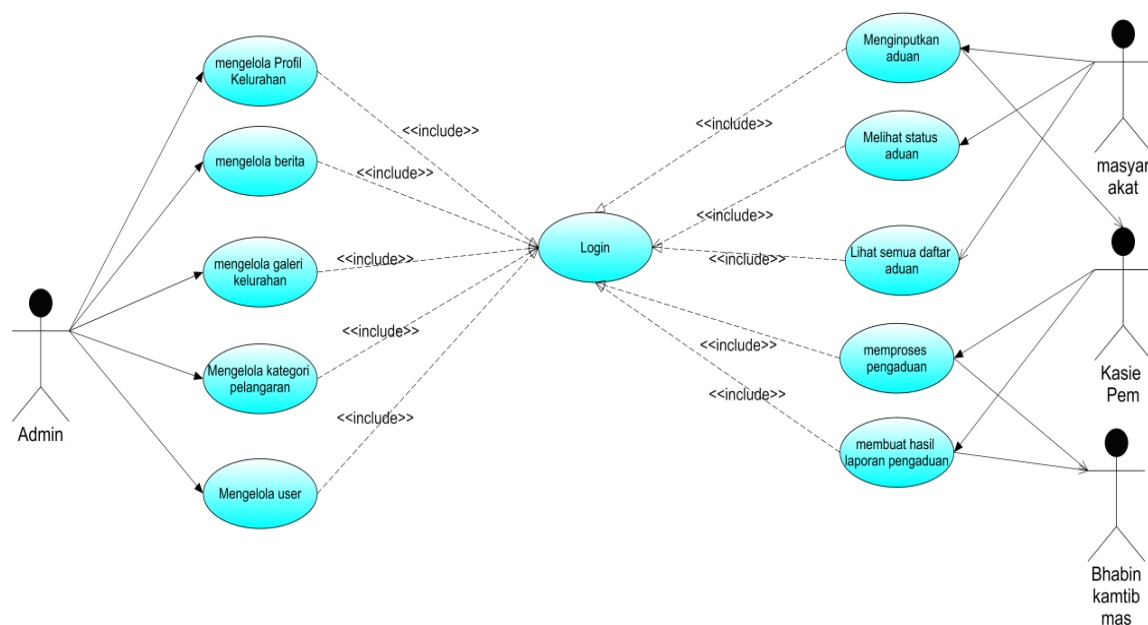 mengelola Profil
Kelurahan
<<include>>
mengelola berita
<<include>>
mengelola galeri
kelurahan
<<include>>
Mengelola kategori
pelangaran
<<include>>
Mengelola user
<<include>>
Admin
Login
Menginputkan
aduan
<<include>>
Melihat status
aduan
<<include>>
Lihat semua daftar
aduan
<<include>>
memproses
pengaduan
<<include>>
membuat hasil
laporan pengaduan
<<include>>
masyar
akat
Kasie
Pem
Bhabin
kamtib
mas